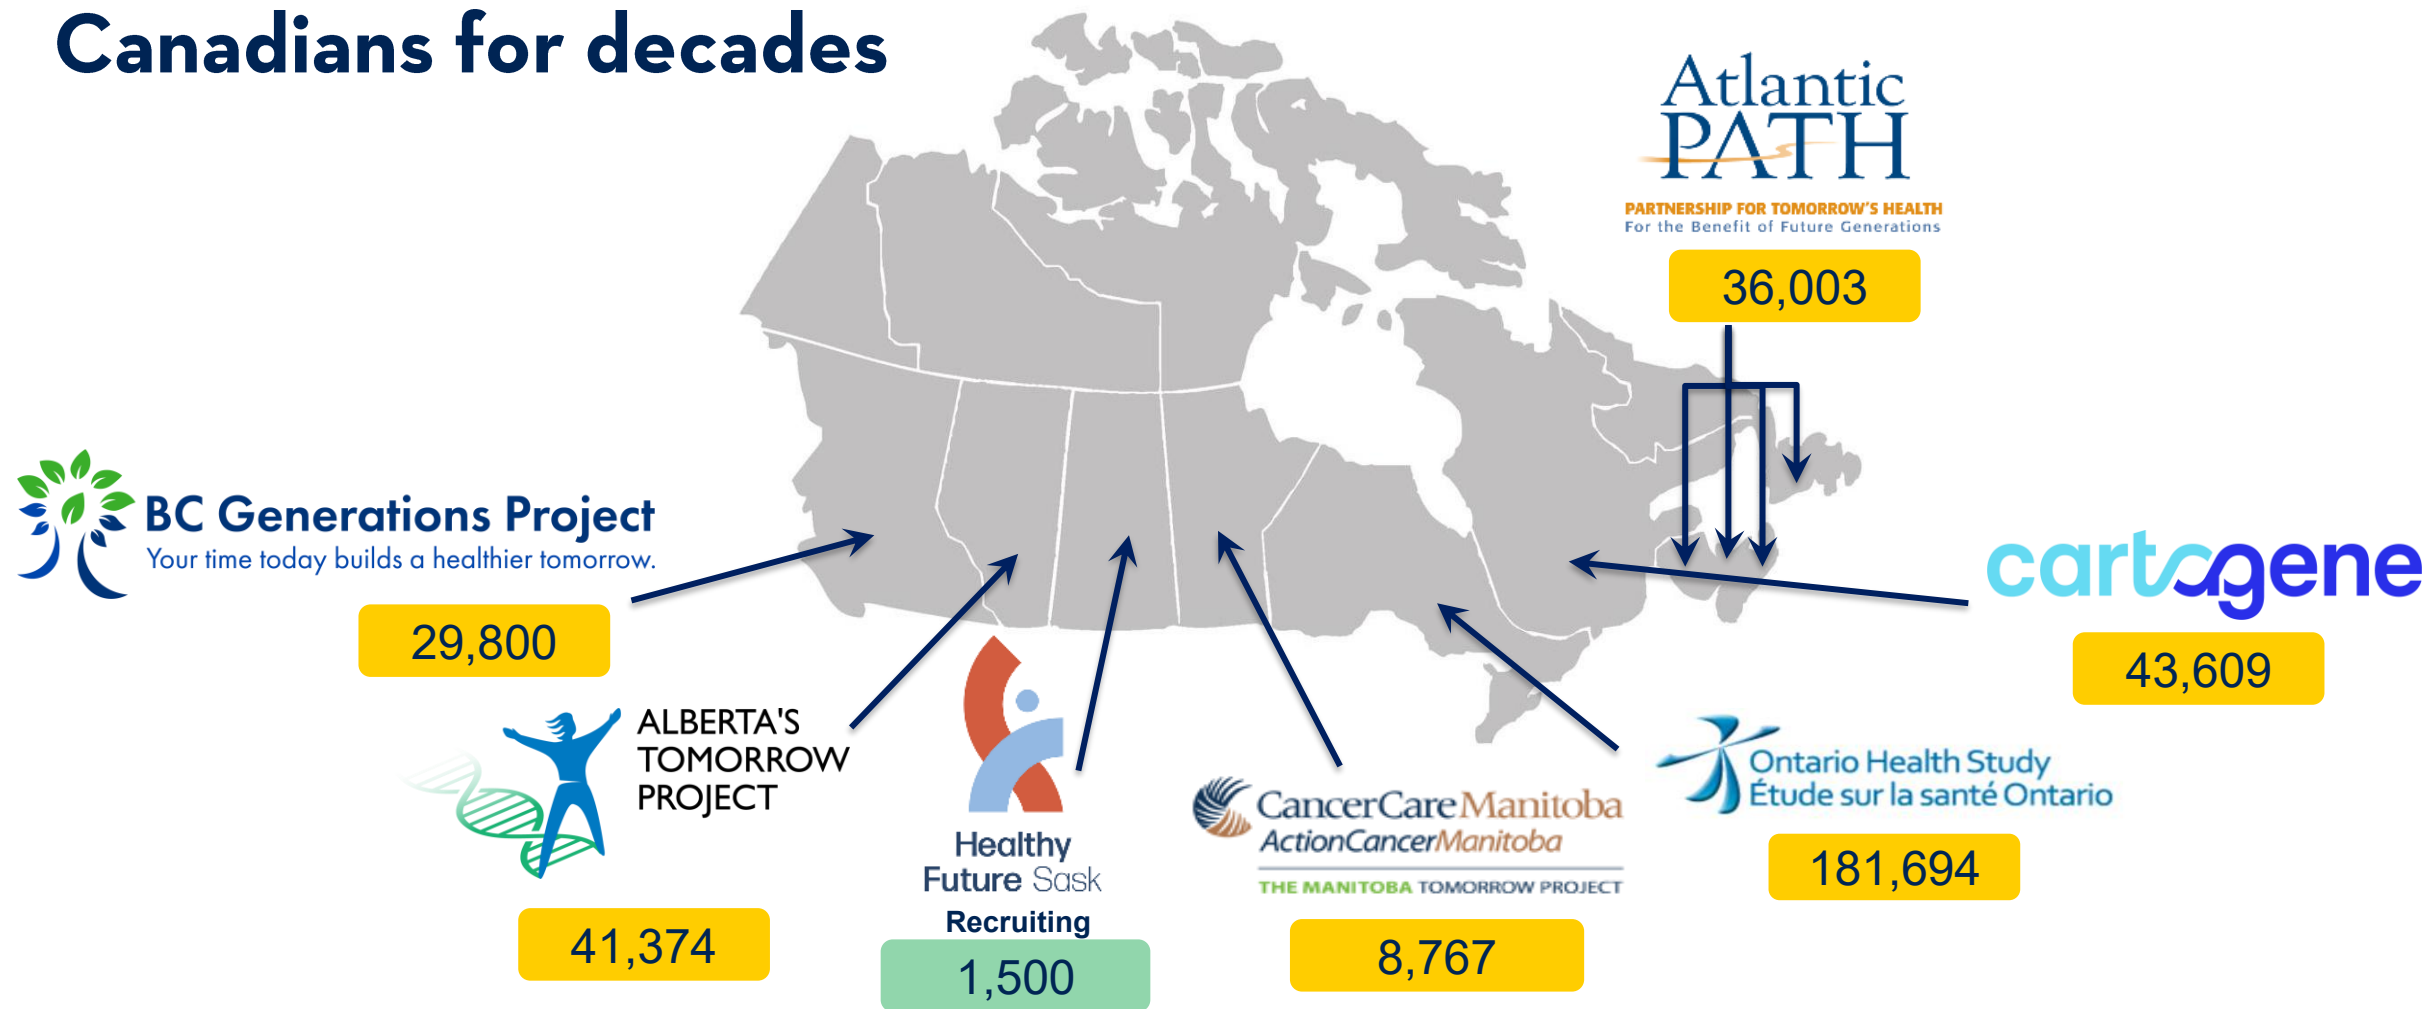 Canadians for decades
Atlantic
PATH
PARTNERSHIP FOR TOMORROW'S HEALTH
For the Benefit of Future Generations
36,003
BC Generations Project
Your time today builds a healthier tomorrow.
29,800
cartagene
43,609
ALBERTA'S
TOMORROW
PROJECT
41,374
Healthy
Future Sask
Recruiting
1,500
CancerCare Manitoba
ActionCancerManitoba
THE MANITOBA TOMORROW PROJECT
8,767
Ontario Health Study
Étude sur la santé Ontario
181,694